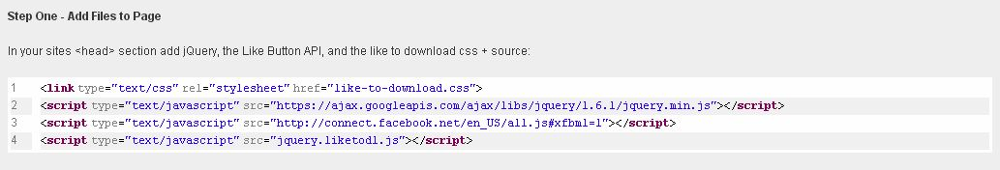 Step One - Add Files to Page
In your sites <head> section add jQuery, the Like Button API, and the like to download css + source:
1 <link type="text/css" rel="stylesheet" href="like-to-download.css">
2 <script type="text/javascript" src="https://ajax.googleapis.com/ajax/libs/jquery/1.6.1/jquery.min.js"></script>
3 <script type="text/javascript" src="http://connect.facebook.net/en_US/all.js#xfbml=1"></script>
4 <script type="text/javascript" src="jquery.liketodl.js"></script>